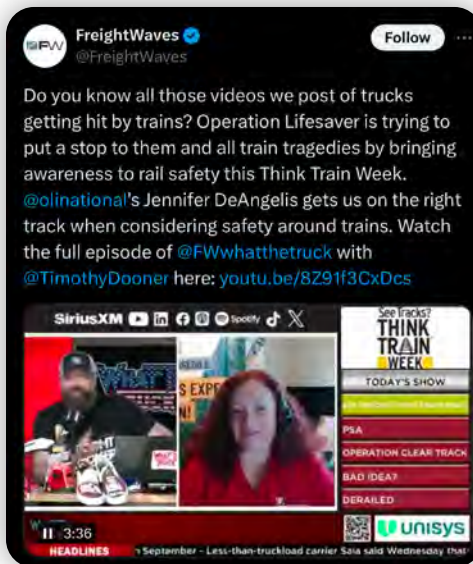 FreightWaves
@FreightWaves
Follow
Do you know all those videos we post of trucks
getting hit by trains? Operation Lifesaver is trying to
put a stop to them and all train tragedies by bringing
awareness to rail safety this Think Train Week.
@olinational's Jennifer DeAngelis gets us on the right
track when considering safety around trains. Watch
the full episode of @FWwhatthetruck with
@TimothyDooner here: youtu.be/8Z91f3CxDcs
SiriusXM
Spotify
See Tracks?
THINK
TRAIN
WEEK
TODAY'S SHOW
PSA
OPERATION CLEAR TRACK
BAD IDEA?
DERAILED
3:36
UNISYS
HEADLINES
September - Less-than-truckload carrier Saia said Wednesday that